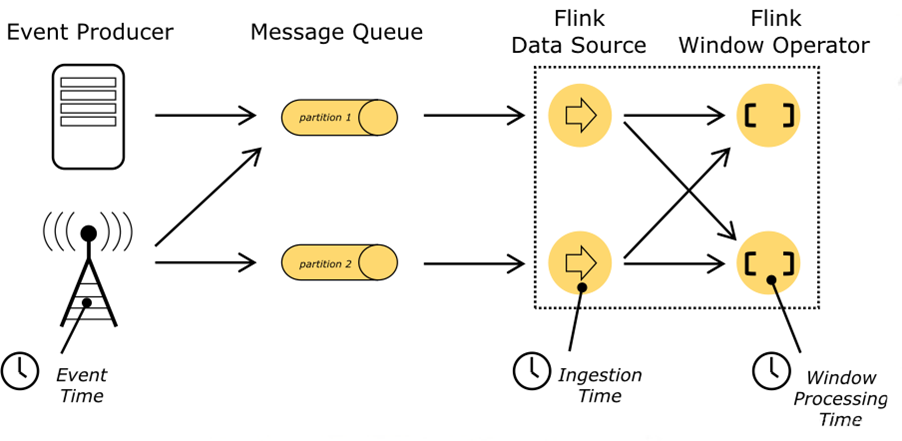 Event Producer
Message Queue
Flink
Data Source
Flink
Window Operator
partition 1
partition 2
Event
Time
Ingestion
Time
Window
Processing
Time